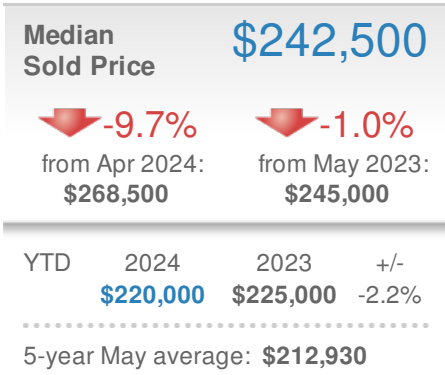 Median Sold Price $242,500
-9.7% -1.0%
from Apr 2024: from May 2023:
$268,500 $245,000
YTD 2024 2023 +/-
$220,000 $225,000 -2.2%
5-year May average: $212,930